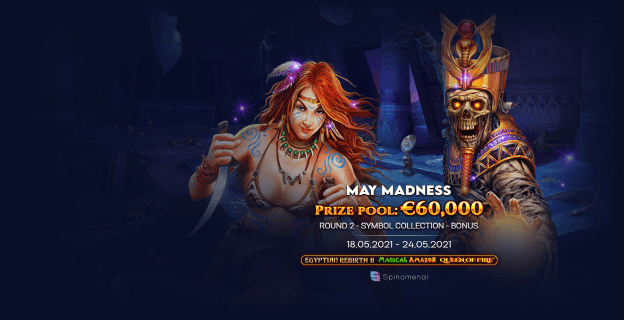 MAY MADNESS
PRIZE POOL: €60,000
ROUND 2 - SYMBOL COLLECTION - BONUS
18.05.2021 - 24.05.2021
EGYPTIAN REBIRTH II MAGICAL AMAZON QUEEN OF FIRE
Spinomenal